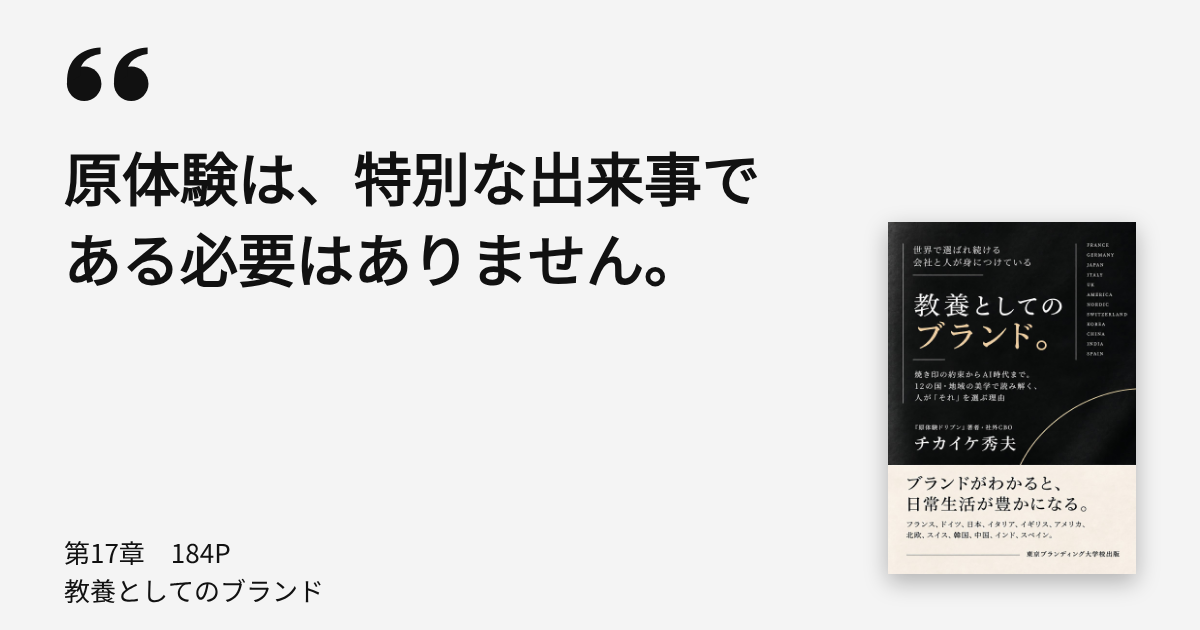 “
原体験は、特別な出来事で
ある必要はありません。
第17章　184P
教養としてのブランド
世界で選ばれ続ける
会社と人が身につけている
教養としての
ブランド。
焼き印の約束からAI時代まで。
12の国・地域の美学で読み解く、
人が「それ」を選ぶ理由
『原体験ドリブン』著者・社外CBO
チカイケ秀夫
FRANCE
GERMANY
JAPAN
ITALY
UK
AMERICA
NORDIC
SWITZERLAND
KOREA
CHINA
INDIA
SPAIN
ブランドがわかると、
日常生活が豊かになる。
フランス、ドイツ、日本、イタリア、イギリス、アメリカ、
北欧、スイス、韓国、中国、インド、スペイン。
東京ブランディング大学校出版